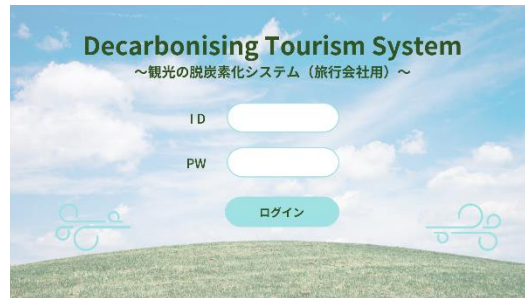 Decarbonising Tourism System
～観光の脱炭素化システム（旅行会社用）～
ID
PW
ログイン